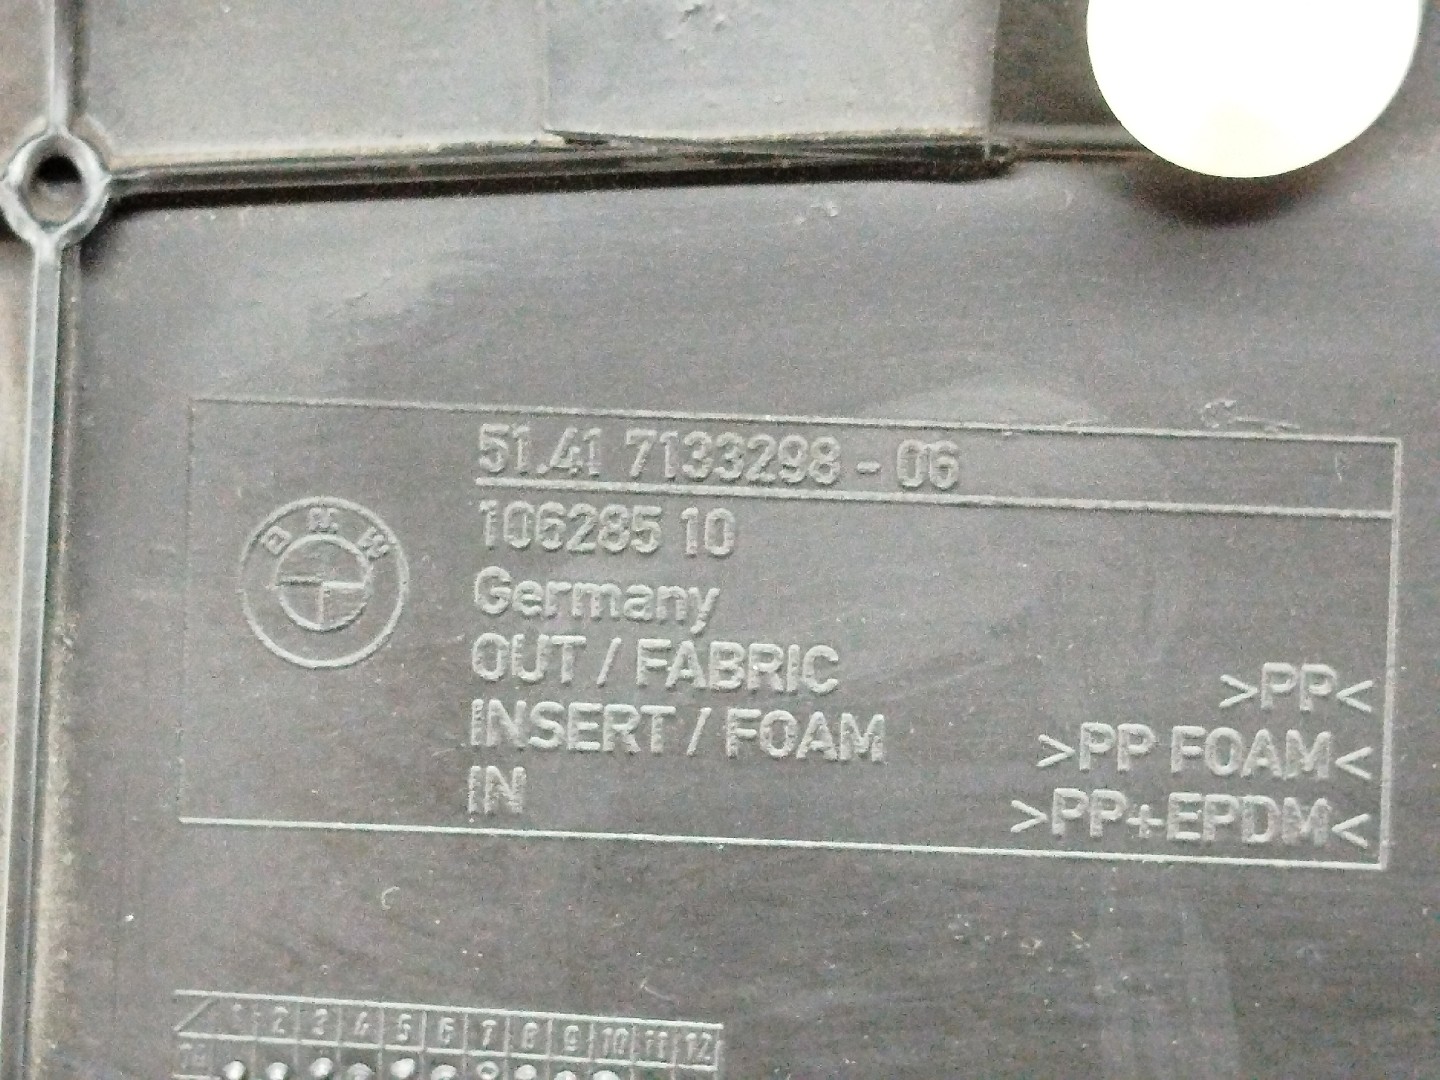 51.41 7133298 - 06
106285 10
BMW
Germany
OUT / FABRIC >PP<
INSERT / FOAM >PP FOAM<
IN >PP+EPDM<
1 2 3 4 5 6 7 8 9 10 11 12